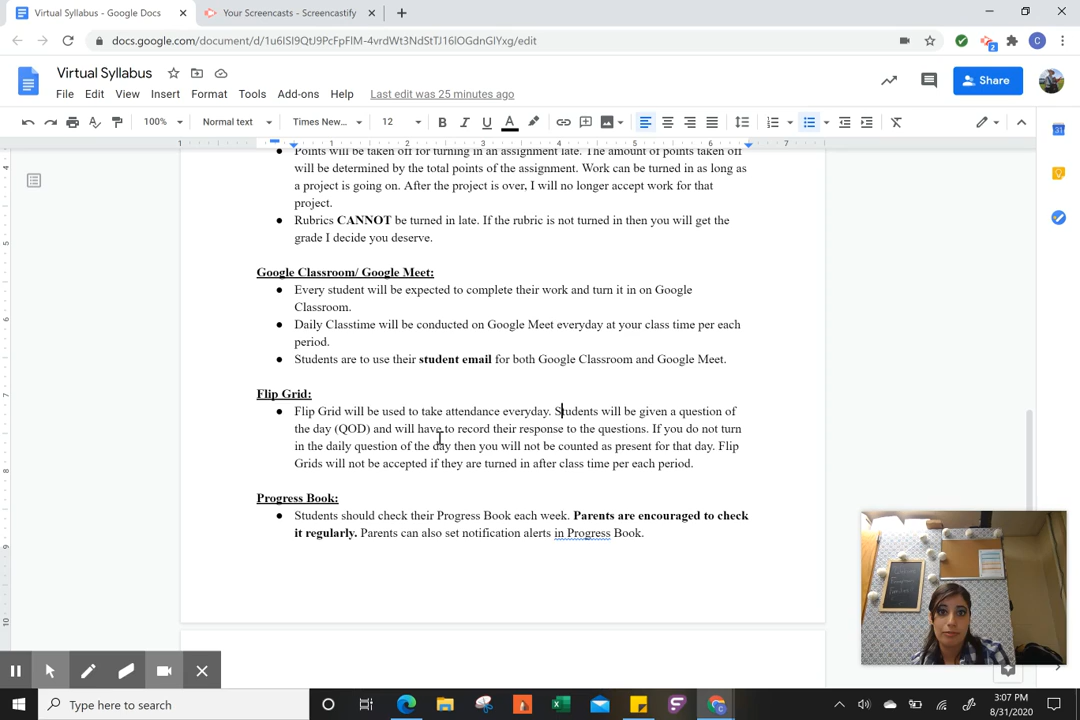 Virtual Syllabus - Google Docs
Your Screencasts - Screencastify
docs.google.com/document/d/1u6ISI9QtJ9PcFpFlM-4vrdWt3NdStTJ16lOGdnGlYxg/edit
2
C
Virtual Syllabus
File Edit View Insert Format Tools Add-ons Help Last edit was 25 minutes ago
Share
100% Normal text Times New... 12 B I U A
1 1 2 3 4 5 6 7
Points will be taken off for turning in an assignment late. The amount of points taken off
will be determined by the total points of the assignment. Work can be turned in as long as
a project is going on. After the project is over, I will no longer accept work for that
project.
● Rubrics CANNOT be turned in late. If the rubric is not turned in then you will get the
grade I decide you deserve.
Google Classroom/ Google Meet:
● Every student will be expected to complete their work and turn it in on Google
Classroom.
● Daily Classtime will be conducted on Google Meet everyday at your class time per each
period.
● Students are to use their student email for both Google Classroom and Google Meet.
Flip Grid:
● Flip Grid will be used to take attendance everyday. Students will be given a question of
the day (QOD) and will have to record their response to the questions. If you do not turn
in the daily question of the day then you will not be counted as present for that day. Flip
Grids will not be accepted if they are turned in after class time per each period.
Progress Book:
● Students should check their Progress Book each week. Parents are encouraged to check
it regularly. Parents can also set notification alerts in Progress Book.
Type here to search
3:07 PM
8/31/2020